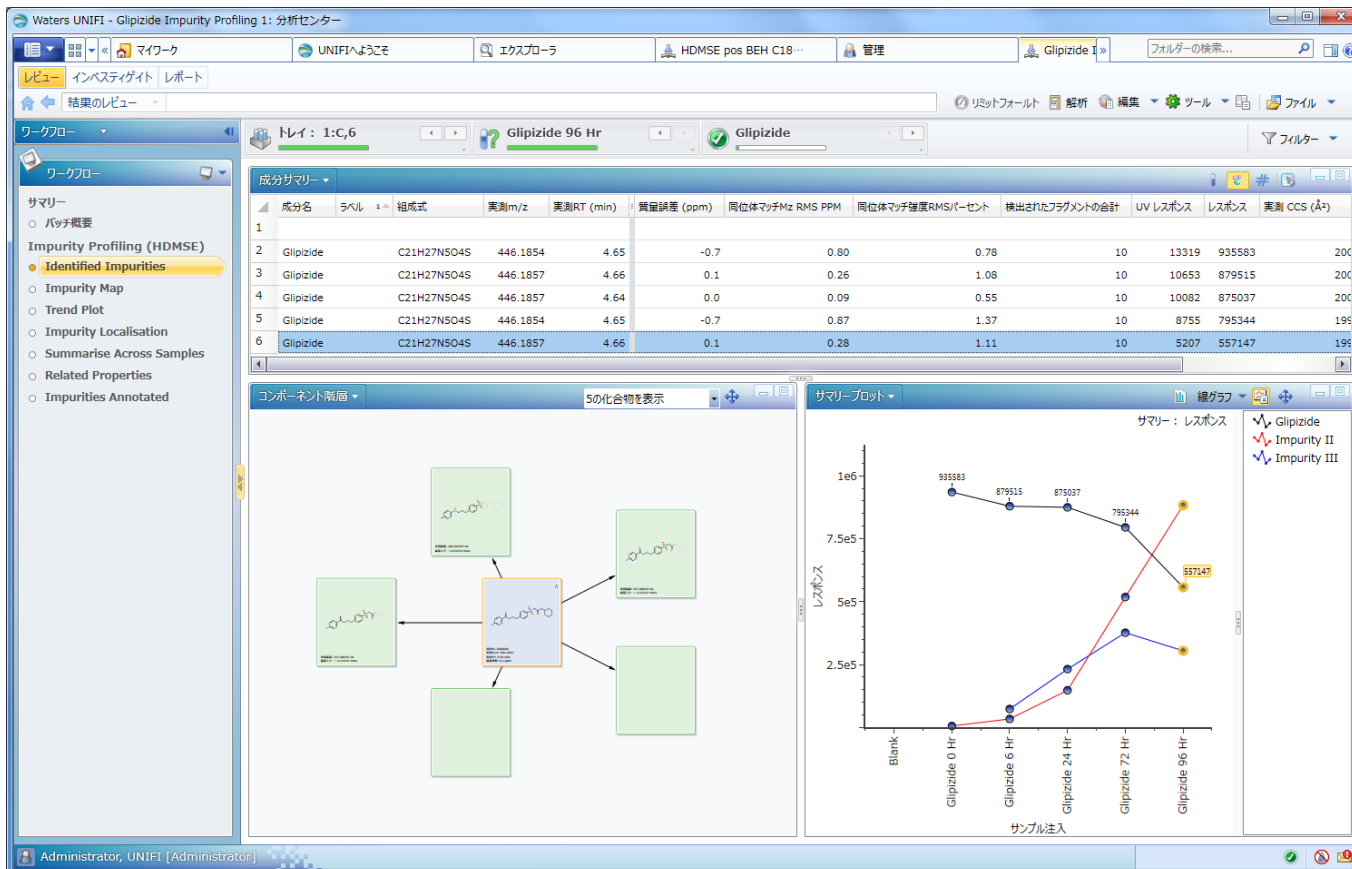 Waters UNIFI - Glipizide Impurity Profiling 1: 分析センター
マイワーク
UNIFIへようこそ
エクスプローラ
HDMSE pos BEH C18…
管理
Glipizide I
フォルダーの検索...
レビュー インベスティゲイト レポート
結果のレビュー
リミットフォールト 解析 編集 ツール ファイル
ワークフロー
トレイ： 1:C,6
Glipizide 96 Hr
Glipizide
フィルター
ワークフロー
サマリー
バッチ概要
Impurity Profiling (HDMSE)
Identified Impurities
Impurity Map
Trend Plot
Impurity Localisation
Summarise Across Samples
Related Properties
Impurities Annotated
成分サマリー
成分名 ラベル 1 組成式 実測m/z 実測RT (min) 質量誤差 (ppm) 同位体マッチMz RMS PPM 同位体マッチ強度RMSパーセント 検出されたフラグメントの合計 UV レスポンス レスポンス 実測 CCS (Å²)
1
2 Glipizide C21H27N5O4S 446.1854 4.65 -0.7 0.80 0.78 10 13319 935583 200
3 Glipizide C21H27N5O4S 446.1857 4.66 0.1 0.26 1.08 10 10653 879515 200
4 Glipizide C21H27N5O4S 446.1857 4.64 0.0 0.09 0.55 10 10082 875037 200
5 Glipizide C21H27N5O4S 446.1854 4.65 -0.7 0.87 1.37 10 8755 795344 199
6 Glipizide C21H27N5O4S 446.1857 4.66 0.1 0.28 1.11 10 5207 557147 199
コンポーネント階層
5の化合物を表示
サマリープロット
線グラフ
サマリー： レスポンス
Glipizide
Impurity II
Impurity III
レスポンス
1e6
7.5e5
5e5
2.5e5
935583
879515
875037
795344
557147
Blank
Glipizide 0 Hr
Glipizide 6 Hr
Glipizide 24 Hr
Glipizide 72 Hr
Glipizide 96 Hr
サンプル注入
Administrator, UNIFI [Administrator]